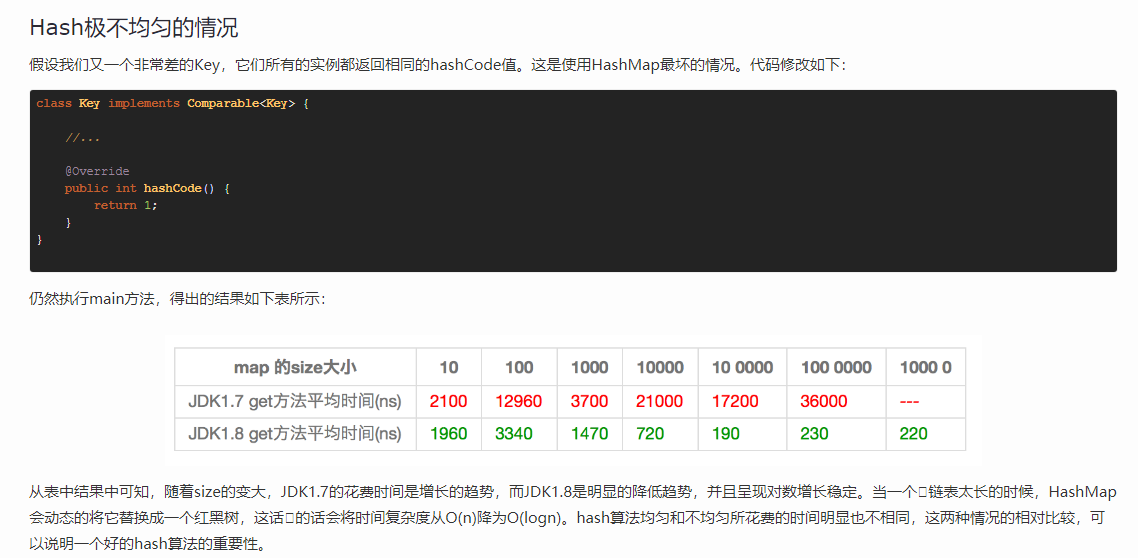 Hash极不均匀的情况
假设我们又一个非常差的Key，它们所有的实例都返回相同的hashCode值。这是使用HashMap最坏的情况。代码修改如下：
class Key implements Comparable<Key> {
//...
@Override
public int hashCode() {
return 1;
}
}
仍然执行main方法，得出的结果如下表所示：
map 的size大小 10 100 1000 10000 10 0000 100 0000 1000 0
JDK1.7 get方法平均时间(ns) 2100 12960 3700 21000 17200 36000 ---
JDK1.8 get方法平均时间(ns) 1960 3340 1470 720 190 230 220
从表中结果中可知，随着size的变大，JDK1.7的花费时间是增长的趋势，而JDK1.8是明显的降低趋势，并且呈现对数增长稳定。当一个链表太长的时候，HashMap
会动态的将它替换成一个红黑树，这话的话会将时间复杂度从O(n)降为O(logn)。hash算法均匀和不均匀所花费的时间明显也不相同，这两种情况的相对比较，可
以说明一个好的hash算法的重要性。